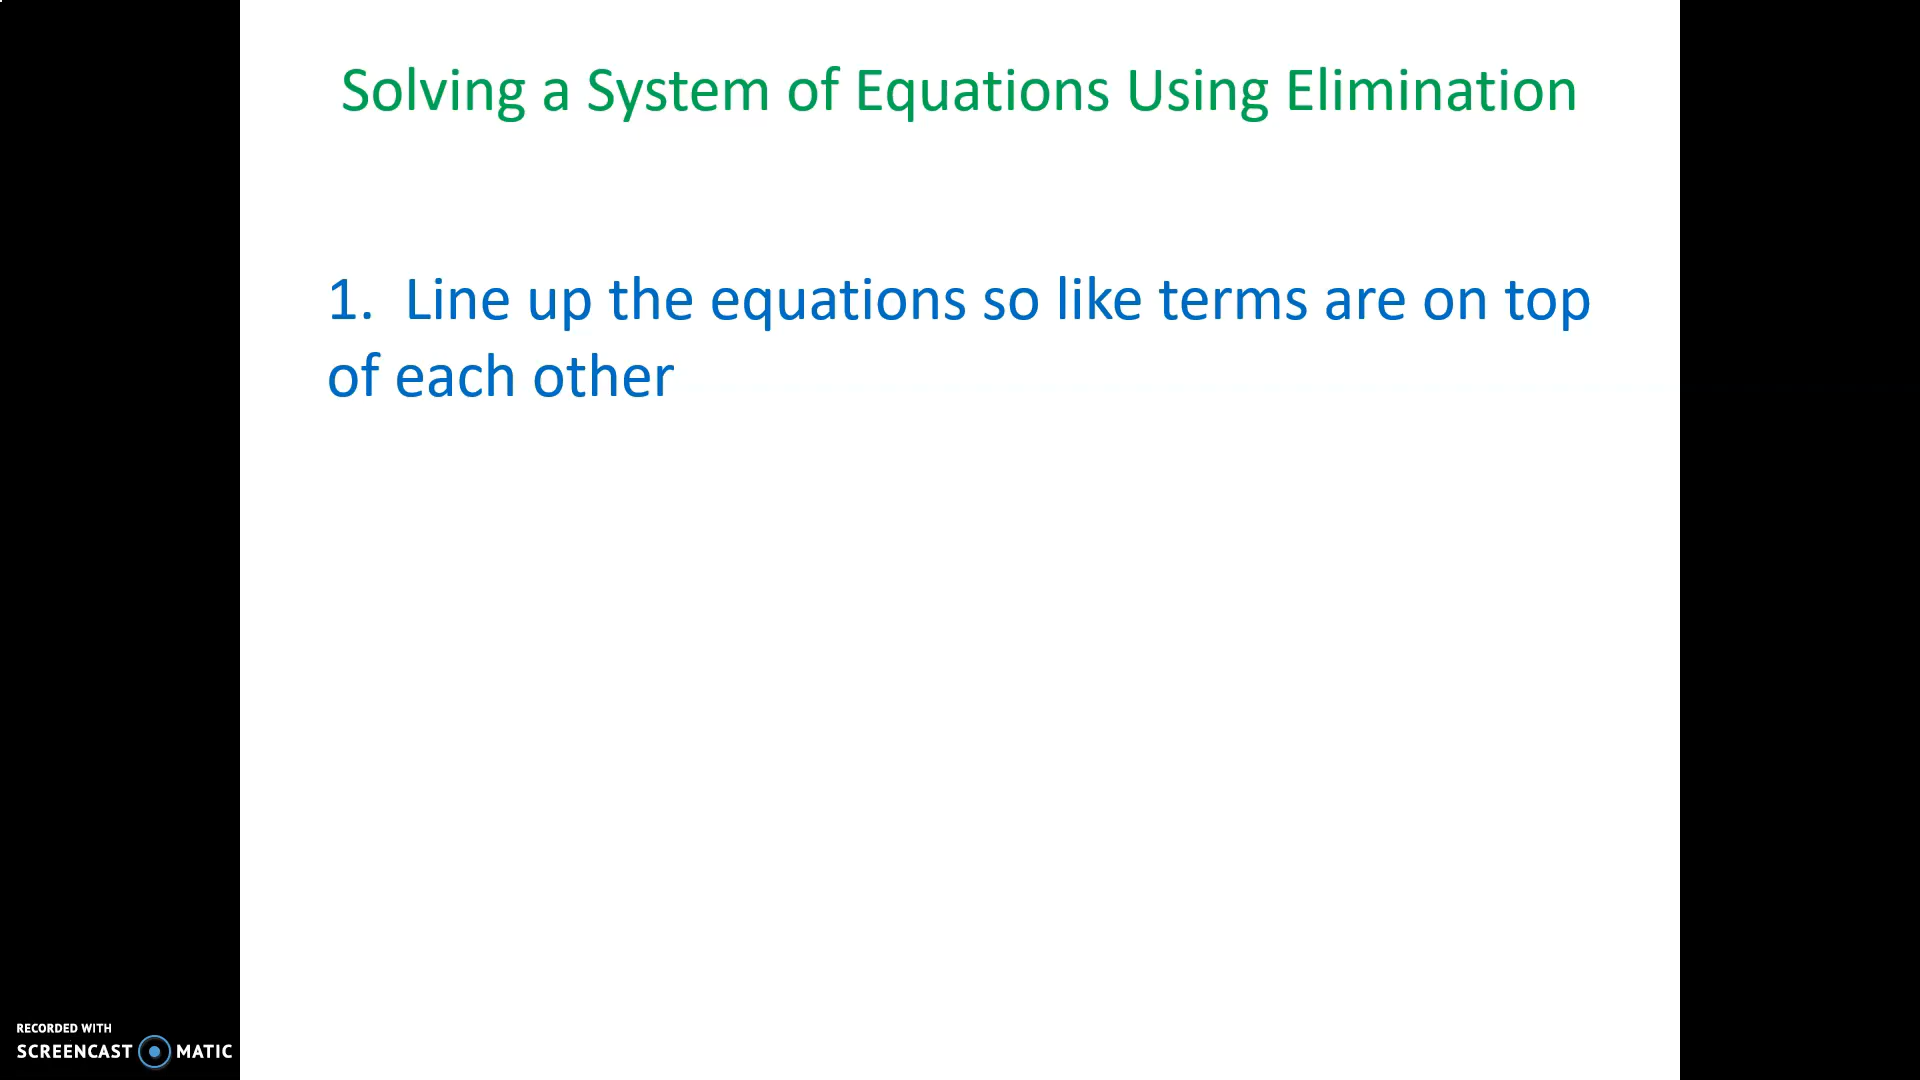 Solving a System of Equations Using Elimination
1. Line up the equations so like terms are on top
of each other
RECORDED WITH
SCREENCAST MATIC